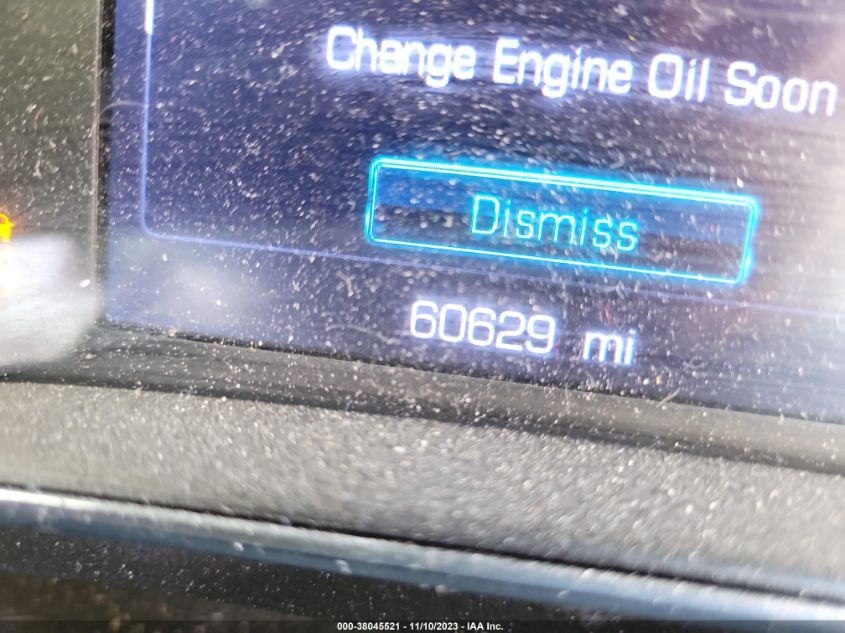 Change Engine Oil Soon
Dismiss
60629 mi
000-38045521 - 11/10/2023 - IAA Inc.